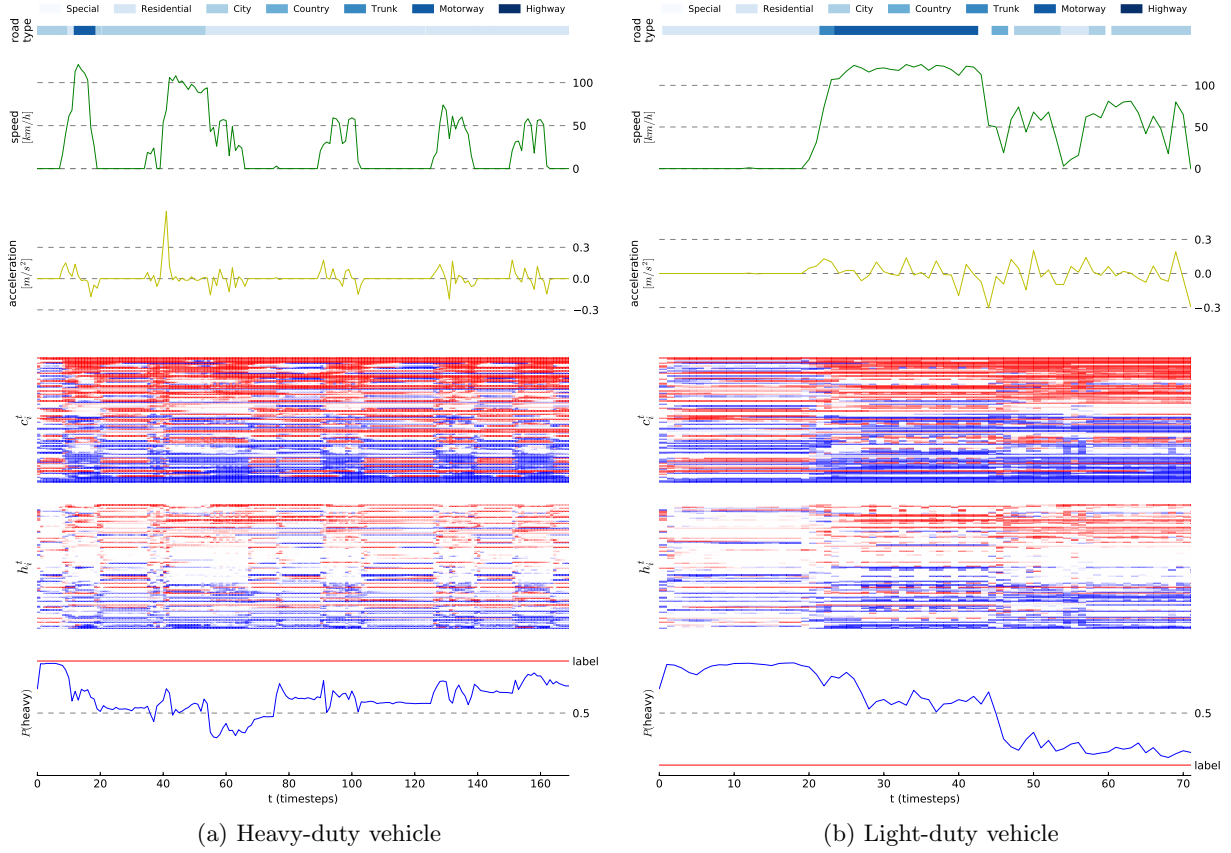 Special Residential City Country Trunk Motorway Highway
road
type
100
50
0
speed
[km/h]
0.3
0.0
−0.3
acceleration
[m/s²]
cᵢᵗ
hᵢᵗ
label
0.5
P(heavy)
0 20 40 60 80 100 120 140 160
t (timesteps)
(a) Heavy-duty vehicle
Special Residential City Country Trunk Motorway Highway
road
type
100
50
0
speed
[km/h]
0.3
0.0
−0.3
acceleration
[m/s²]
cᵢᵗ
hᵢᵗ
0.5
P(heavy)
label
0 10 20 30 40 50 60 70
t (timesteps)
(b) Light-duty vehicle